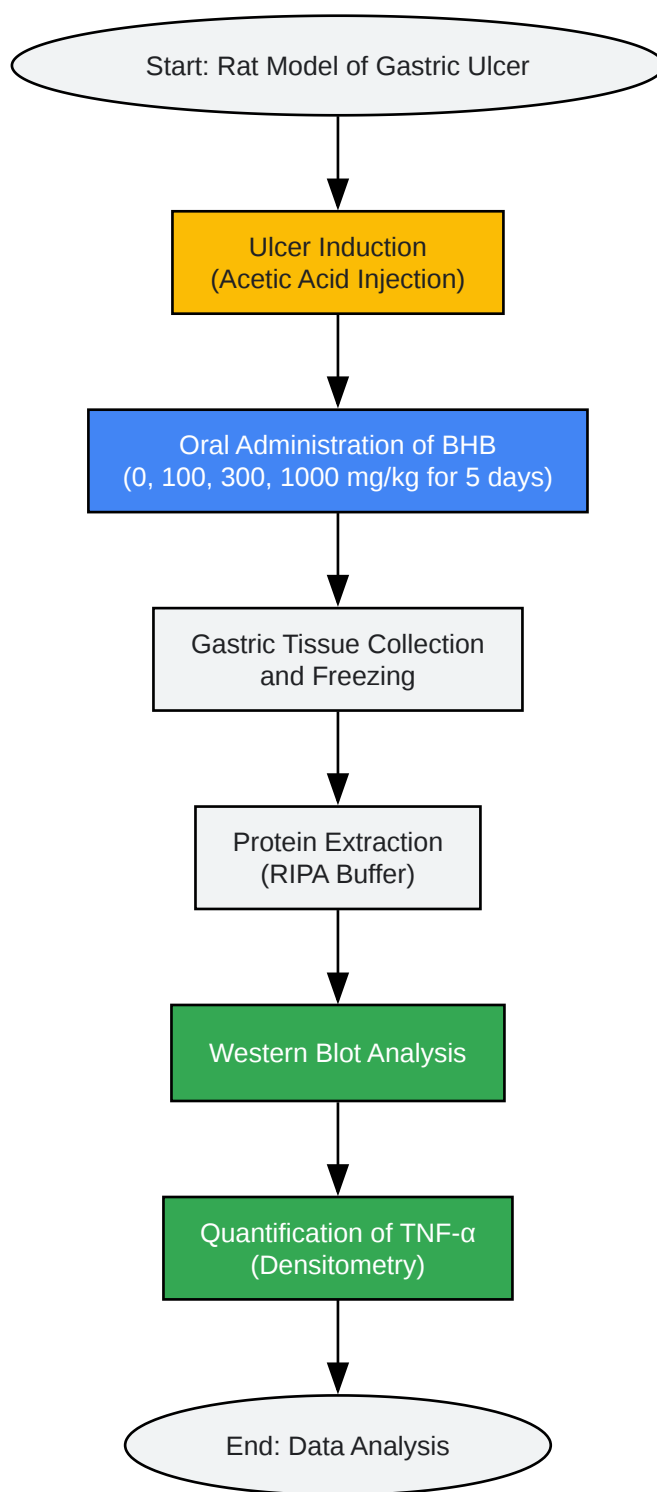 Start: Rat Model of Gastric Ulcer
Ulcer Induction
(Acetic Acid Injection)
Oral Administration of BHB
(0, 100, 300, 1000 mg/kg for 5 days)
Gastric Tissue Collection
and Freezing
Protein Extraction
(RIPA Buffer)
Western Blot Analysis
Quantification of TNF-α
(Densitometry)
End: Data Analysis